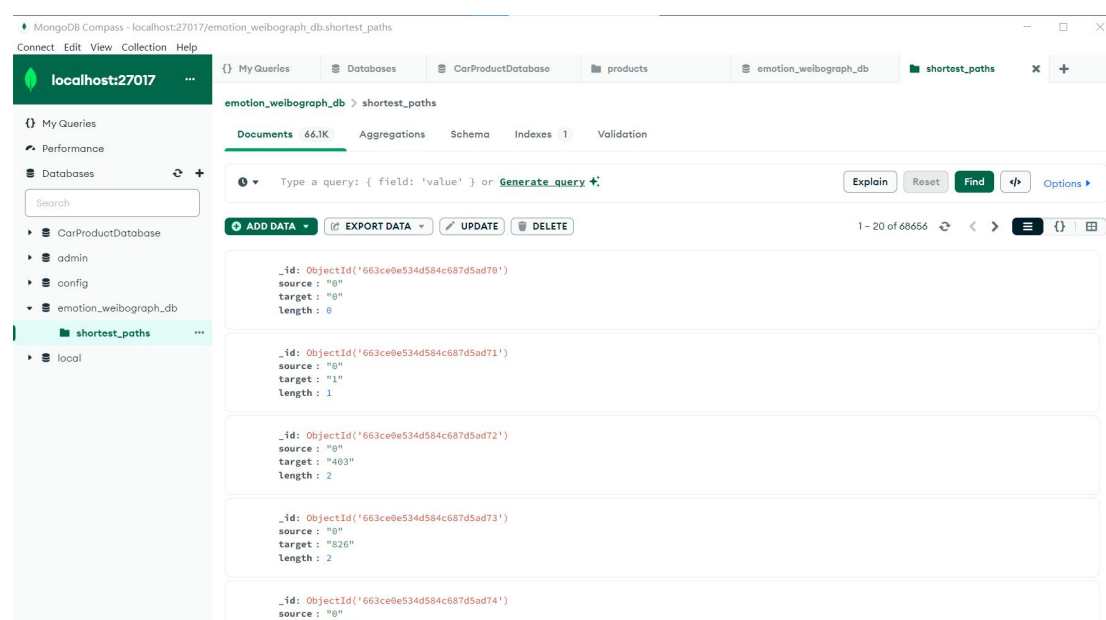 MongoDB Compass - localhost:27017/emotion_weibograph_db.shortest_paths
Connect Edit View Collection Help
localhost:27017 ...
{} My Queries
Databases
CarProductDatabase
products
emotion_weibograph_db
shortest_paths
emotion_weibograph_db > shortest_paths
{} My Queries
Performance
Databases
Search
CarProductDatabase
admin
config
emotion_weibograph_db
shortest_paths ...
local
Documents 66.1K Aggregations Schema Indexes 1 Validation
Type a query: { field: 'value' } or Generate query
Explain Reset Find </> Options
ADD DATA EXPORT DATA UPDATE DELETE
1 – 20 of 68656 {}
_id: ObjectId('663ce0e534d584c687d5ad70')
source : "0"
target : "0"
length : 0
_id: ObjectId('663ce0e534d584c687d5ad71')
source : "0"
target : "1"
length : 1
_id: ObjectId('663ce0e534d584c687d5ad72')
source : "0"
target : "403"
length : 2
_id: ObjectId('663ce0e534d584c687d5ad73')
source : "0"
target : "826"
length : 2
_id: ObjectId('663ce0e534d584c687d5ad74')
source : "0"